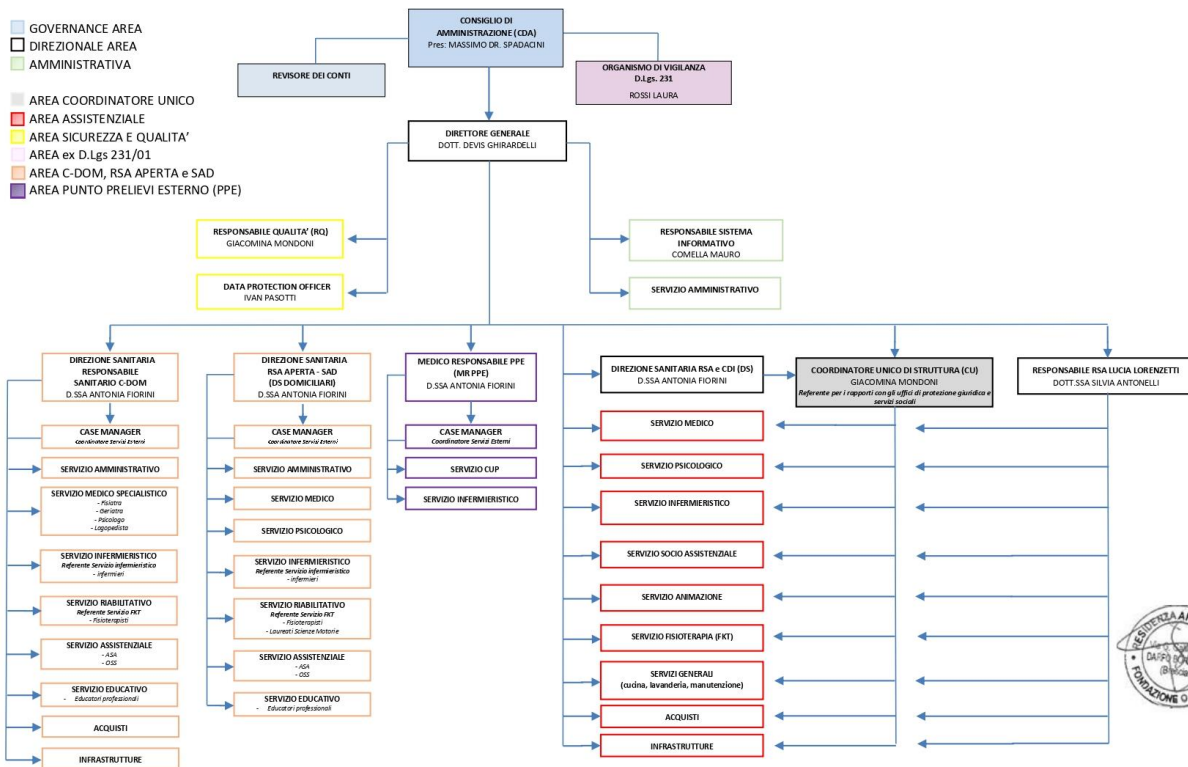 GOVERNANCE AREA
DIREZIONALE AREA
AMMINISTRATIVA
AREA COORDINATORE UNICO
AREA ASSISTENZIALE
AREA SICUREZZA E QUALITA’
AREA ex D.Lgs 231/01
AREA C-DOM, RSA APERTA e SAD
AREA PUNTO PRELIEVI ESTERNO (PPE)
CONSIGLIO DI
AMMINISTRAZIONE (CDA)
Pres: MASSIMO DR. SPADACINI
REVISORE DEI CONTI
ORGANISMO DI VIGILANZA
D.Lgs. 231
ROSSI LAURA
DIRETTORE GENERALE
DOTT. DEVIS GHIRARDELLI
RESPONSABILE QUALITA’ (RQ)
GIACOMINA MONDONI
RESPONSABILE SISTEMA
INFORMATIVO
COMELLA MAURO
DATA PROTECTION OFFICER
IVAN PASOTTI
SERVIZIO AMMINISTRATIVO
DIREZIONE SANITARIA
RESPONSABILE
SANITARIO C-DOM
D.SSA ANTONIA FIORINI
CASE MANAGER
Coordinatore Servizi Esterni
SERVIZIO AMMINISTRATIVO
SERVIZIO MEDICO SPECIALISTICO
- Fisiatra
- Geriatra
- Psicologo
- Logopedista
SERVIZIO INFERMIERISTICO
Referente Servizio infermieristico
- infermieri
SERVIZIO RIABILITATIVO
Referente Servizio FKT
- Fisioterapisti
SERVIZIO ASSISTENZIALE
- ASA
- OSS
SERVIZIO EDUCATIVO
- Educatori professionali
ACQUISTI
INFRASTRUTTURE
DIREZIONE SANITARIA
RSA APERTA - SAD
(DS DOMICILIARI)
D.SSA ANTONIA FIORINI
CASE MANAGER
Coordinatore Servizi Esterni
SERVIZIO AMMINISTRATIVO
SERVIZIO MEDICO
SERVIZIO PSICOLOGICO
SERVIZIO INFERMIERISTICO
Referente Servizio infermieristico
- infermieri
SERVIZIO RIABILITATIVO
Referente Servizio FKT
- Fisioterapisti
- Laureati Scienze Motorie
SERVIZIO ASSISTENZIALE
- ASA
- OSS
SERVIZIO EDUCATIVO
- Educatori professionali
MEDICO RESPONSABILE PPE
(MR PPE)
D.SSA ANTONIA FIORINI
CASE MANAGER
Coordinatore Servizi Esterni
SERVIZIO CUP
SERVIZIO INFERMIERISTICO
DIREZIONE SANITARIA RSA e CDI (DS)
D.SSA ANTONIA FIORINI
SERVIZIO MEDICO
SERVIZIO PSICOLOGICO
SERVIZIO INFERMIERISTICO
SERVIZIO SOCIO ASSISTENZIALE
SERVIZIO ANIMAZIONE
SERVIZIO FISIOTERAPIA (FKT)
SERVIZI GENERALI
(cucina, lavanderia, manutenzione)
ACQUISTI
INFRASTRUTTURE
COORDINATORE UNICO DI STRUTTURA (CU)
GIACOMINA MONDONI
Referente per i rapporti con gli uffici di protezione giuridica e
servizi sociali
RESPONSABILE RSA LUCIA LORENZETTI
DOTT.SSA SILVIA ANTONELLI
RESIDENZA
DARFO
FONDAZIONE